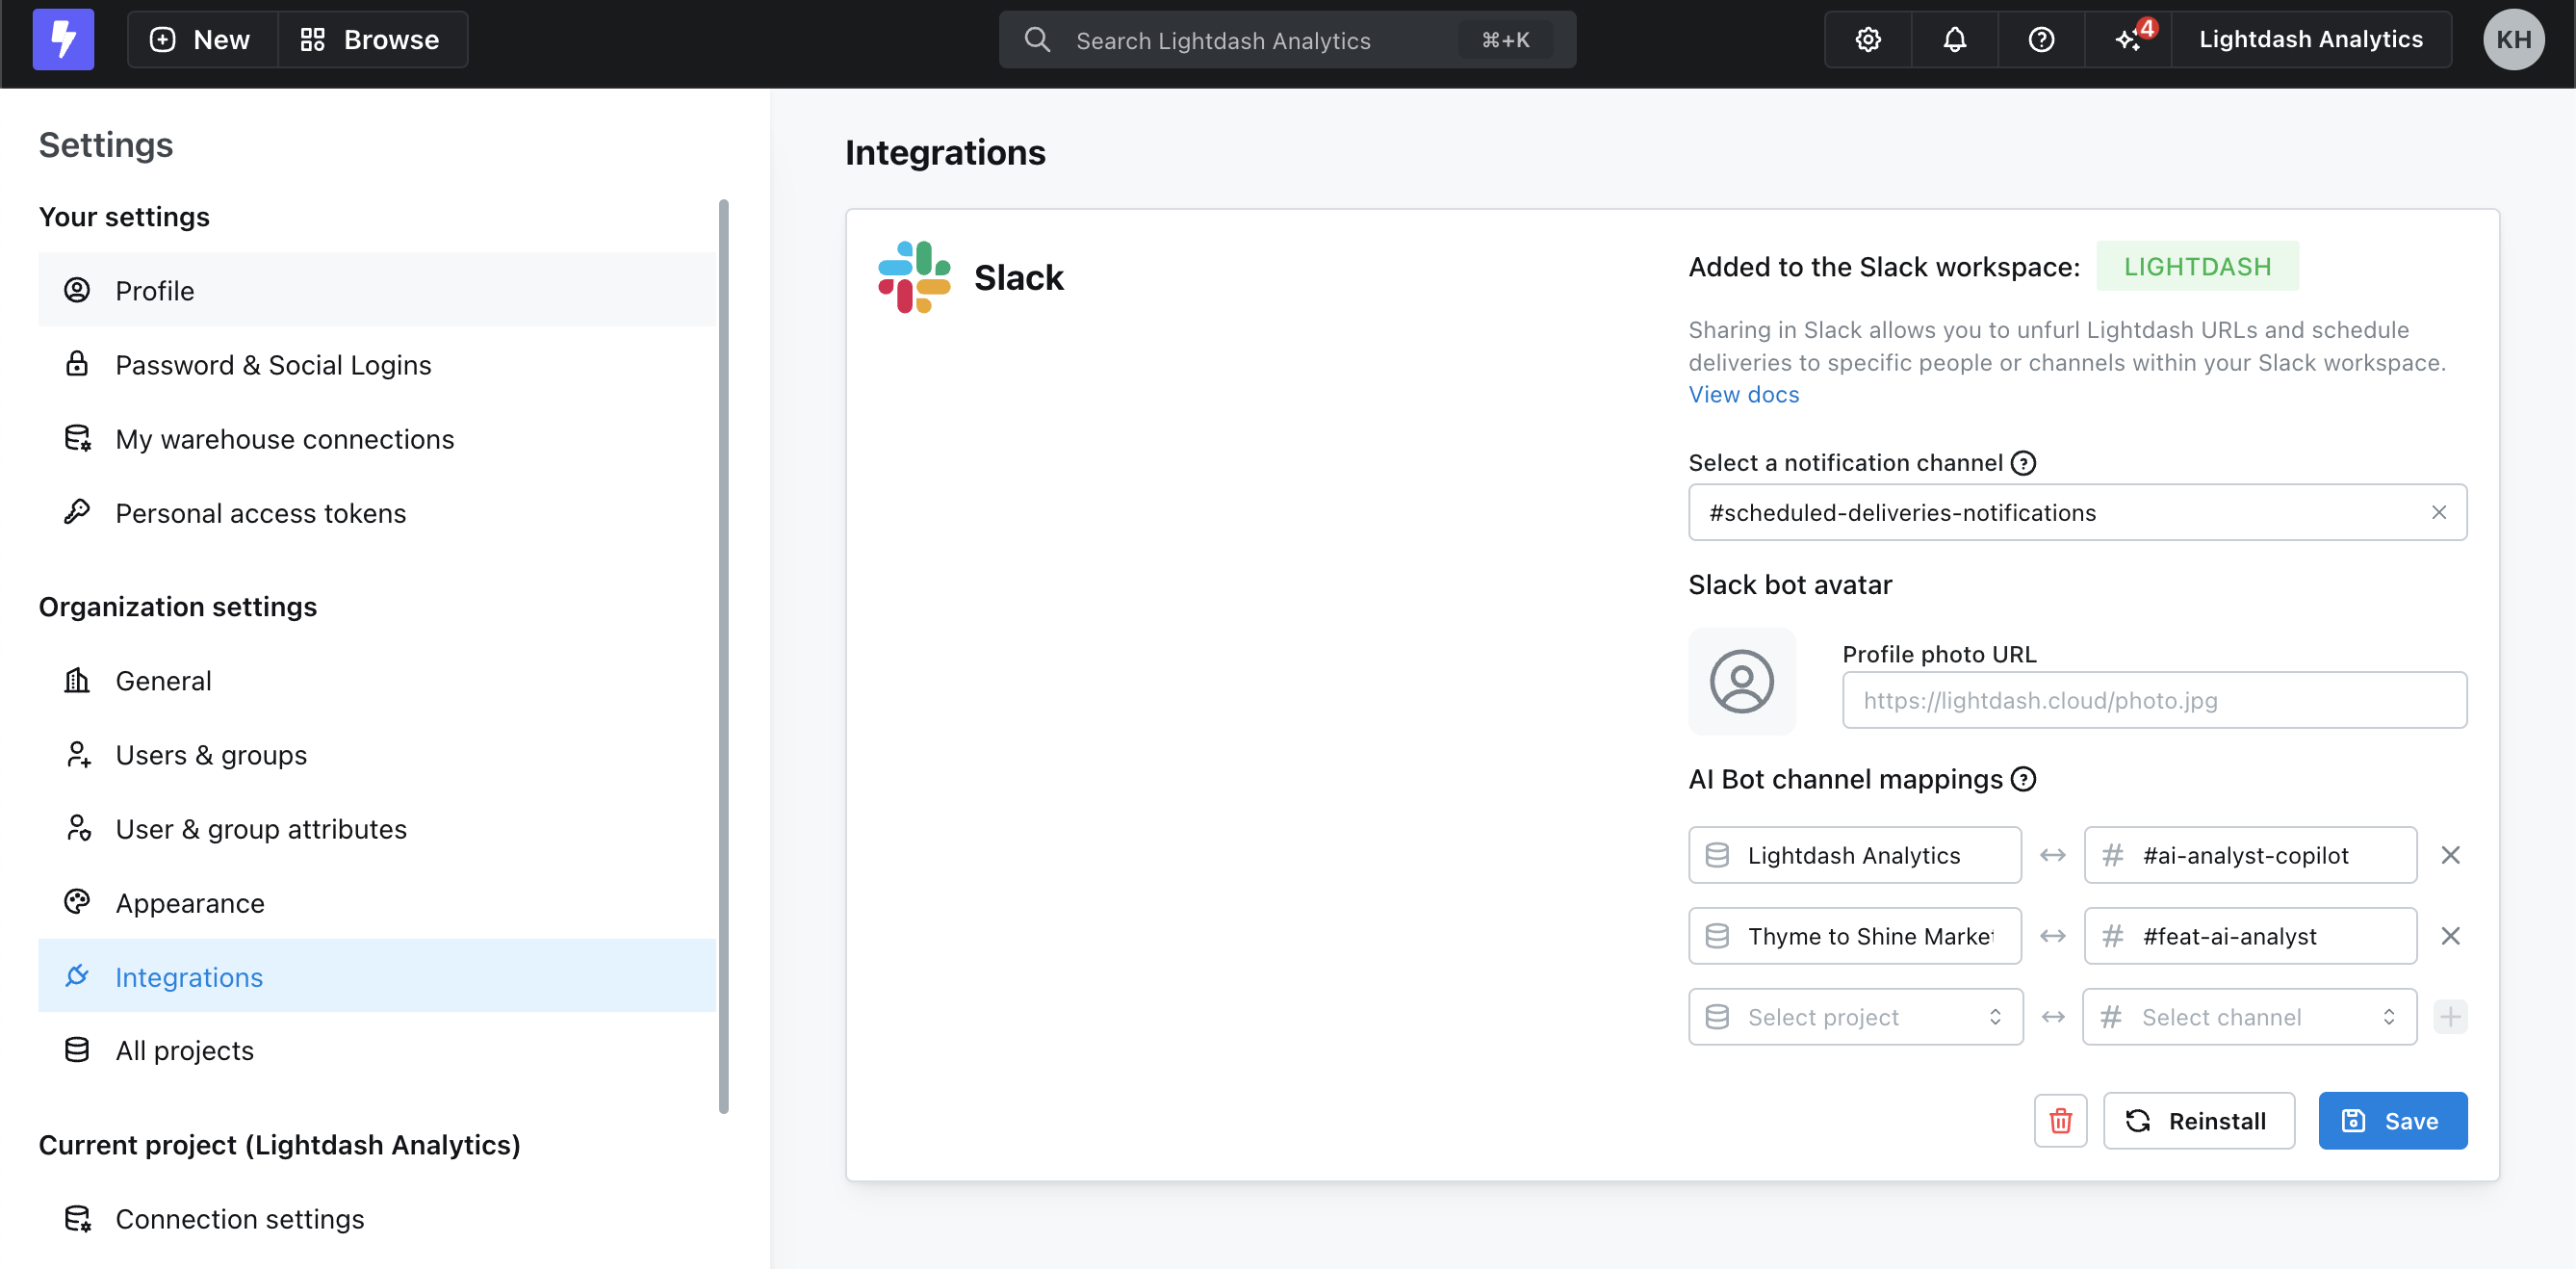 New
Browse
Search Lightdash Analytics
⌘+K
4
Lightdash Analytics
KH
Settings
Your settings
Profile
Password & Social Logins
My warehouse connections
Personal access tokens
Organization settings
General
Users & groups
User & group attributes
Appearance
Integrations
All projects
Current project (Lightdash Analytics)
Connection settings
Integrations
Slack
Added to the Slack workspace: LIGHTDASH
Sharing in Slack allows you to unfurl Lightdash URLs and schedule
deliveries to specific people or channels within your Slack workspace.
View docs
Select a notification channel
#scheduled-deliveries-notifications
Slack bot avatar
Profile photo URL
https://lightdash.cloud/photo.jpg
AI Bot channel mappings
Lightdash Analytics ↔ # #ai-analyst-copilot
Thyme to Shine Market ↔ # #feat-ai-analyst
Select project ↔ # Select channel
Reinstall
Save